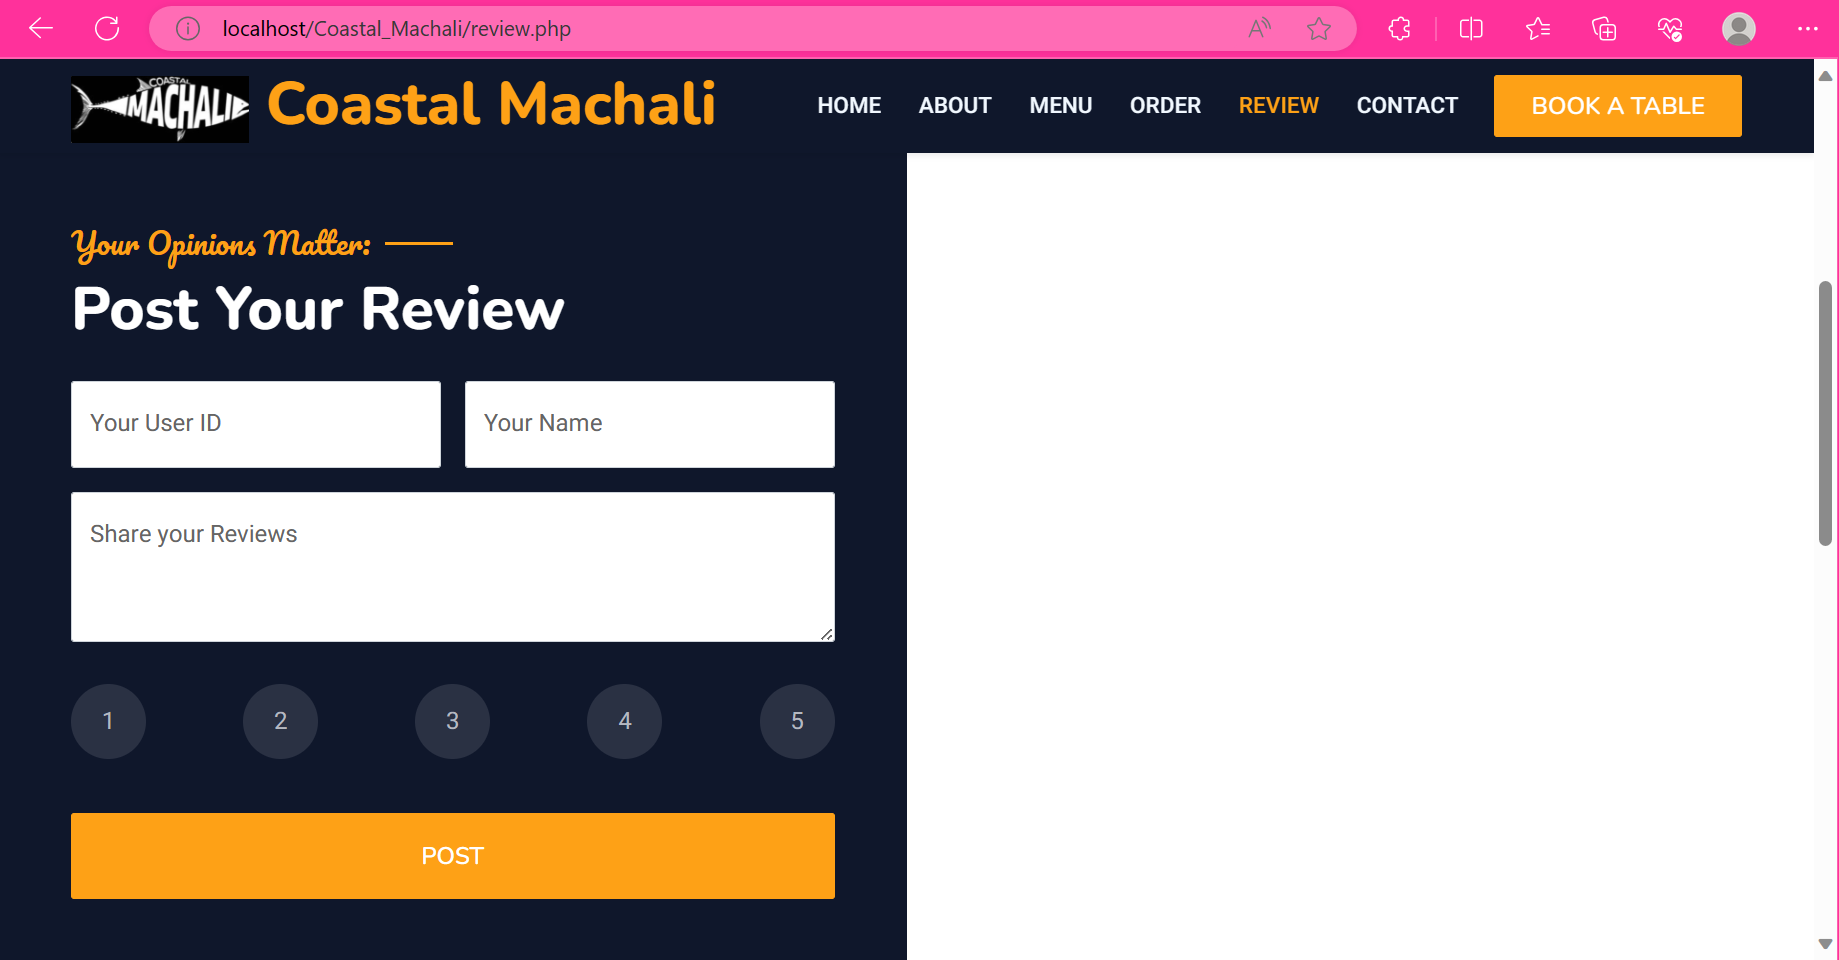 localhost/Coastal_Machali/review.php
COASTAL
MACHALI
Coastal Machali
HOME ABOUT MENU ORDER REVIEW CONTACT BOOK A TABLE
Your Opinions Matter:
Post Your Review
Your User ID Your Name
Share your Reviews
1 2 3 4 5
POST